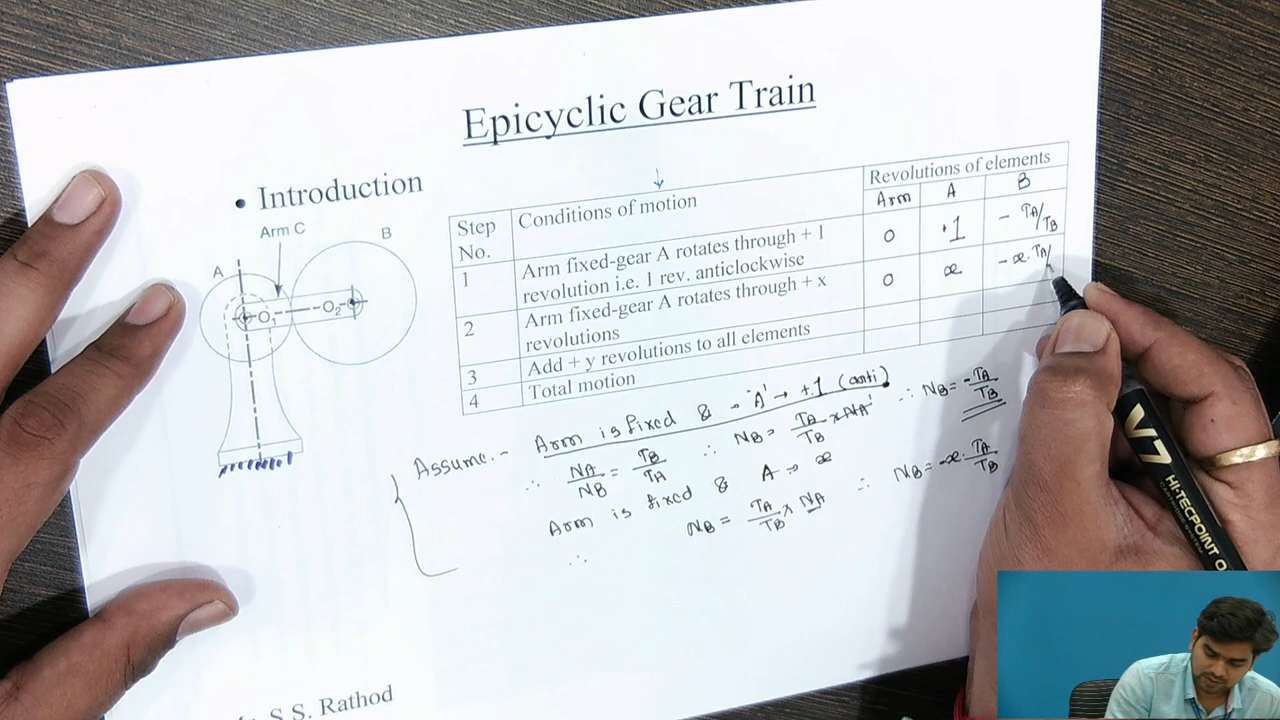 Epicyclic Gear Train
• Introduction
Arm C
A
B
O₁
O₂
Step No.
Conditions of motion
Revolutions of elements
Arm
A
B
1
Arm fixed-gear A rotates through + 1
revolution i.e. 1 rev. anticlockwise
0
+1
- TA/TB
2
Arm fixed-gear A rotates through + x
revolutions
0
x
- x. TA/
3
Add + y revolutions to all elements
4
Total motion
Assume:- Arm is fixed & → 'A' → +1 (anti)
∴ NA/NB = TB/TA ∴ NB = TA/TB × NA' ∴ NB = -TA/TB
Arm is fixed & A → x
NB = TA/TB × NA ∴ NB = -x. TA/TB
∴
S.S. Rathod
V7
HI-TECPOINT